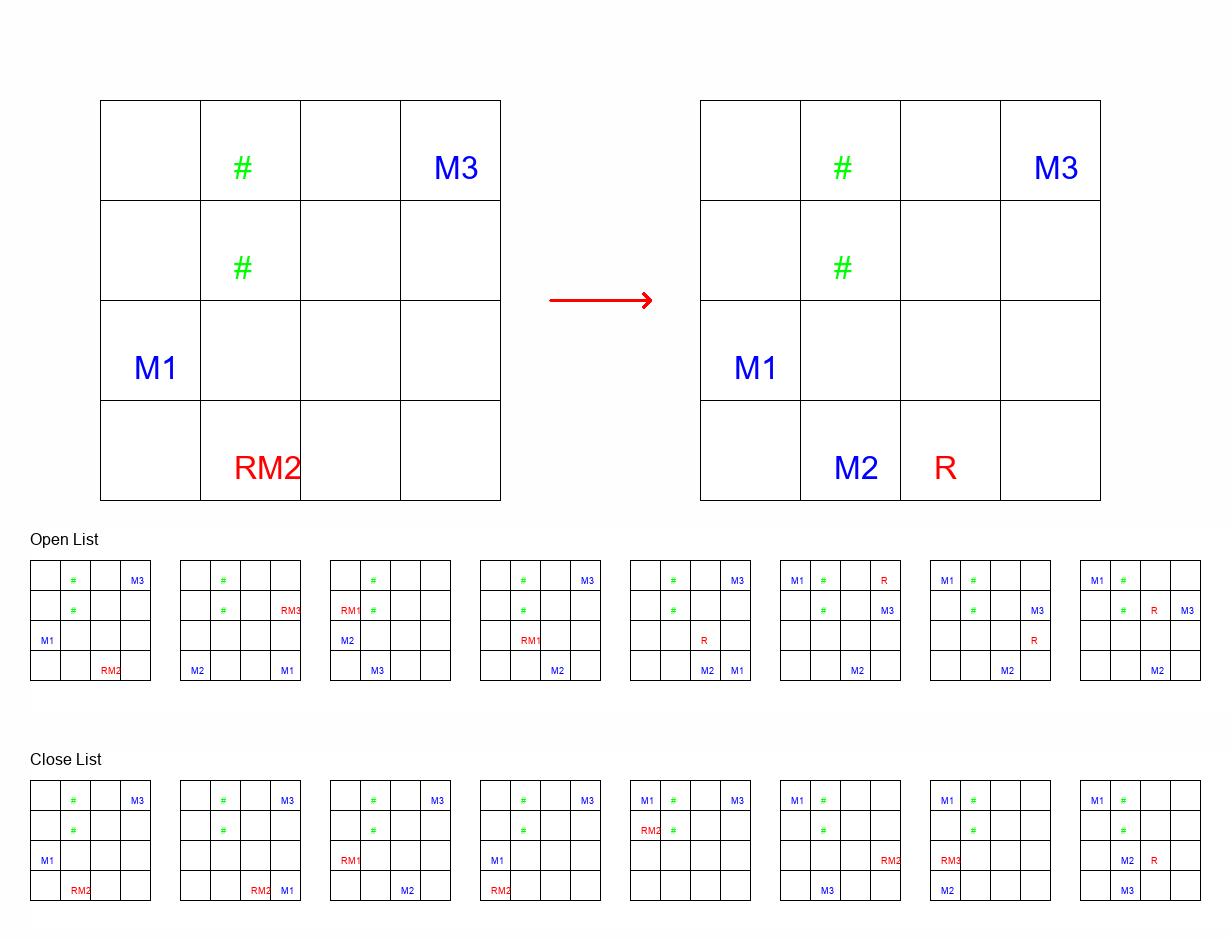 # M3 # M3
# #
M1 M1
RM2 M2 R
Open List
# M3 # # # M3 # M3 M1 # R M1 # M3 M1 #
# # RM3 RM1 # # # # M3 # M3 # R M3
M1 M2 RM1 R R
RM2 M2 M1 M3 M2 M2 M1 M2 M2 M2
Close List
# M3 # M3 # M3 # M3 M1 # M3 M1 # M1 # M1 #
# # # # RM2 # # # #
M1 RM1 M1 RM2 RM3 M2 R
RM2 RM2 M1 M2 RM2 M3 M2 M3